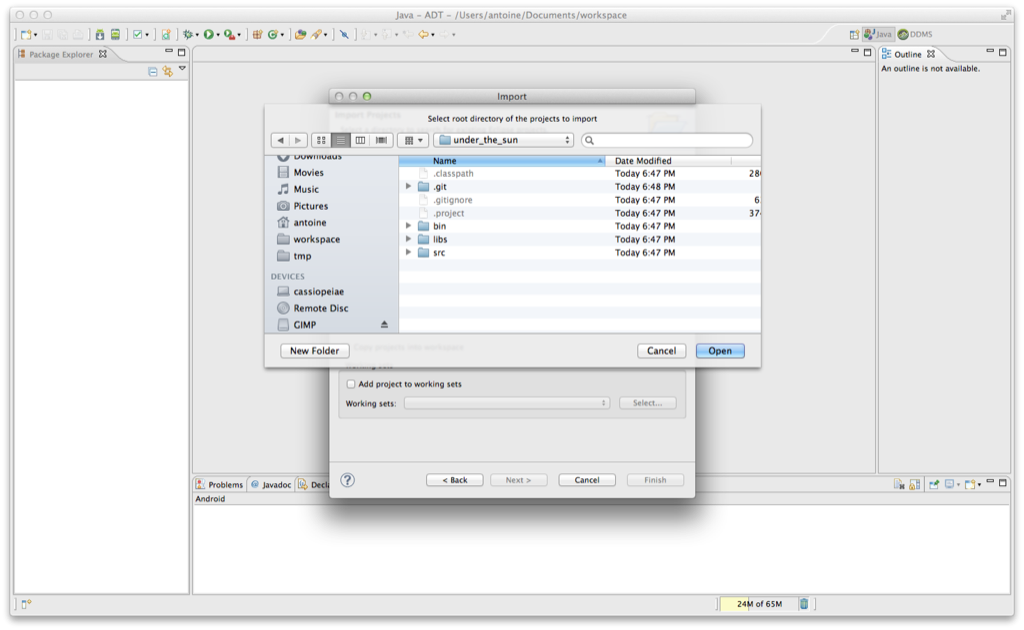 Java - ADT - /Users/antoine/Documents/workspace
Java
DDMS
Package Explorer
Outline
An outline is not available.
Import
Import Projects
Select root directory of the projects to import
under_the_sun
Downloads
Movies
Music
Pictures
antoine
workspace
tmp
DEVICES
cassiopeiae
Remote Disc
GIMP
Name Date Modified
.classpath Today 6:47 PM 280
.git Today 6:48 PM
.gitignore Today 6:47 PM 6
.project Today 6:47 PM 37
bin Today 6:47 PM
libs Today 6:47 PM
src Today 6:47 PM
New Folder Cancel Open
Add project to working sets
Working sets: Select...
? < Back Next > Cancel Finish
Problems @ Javadoc Decla
Android
24M of 65M